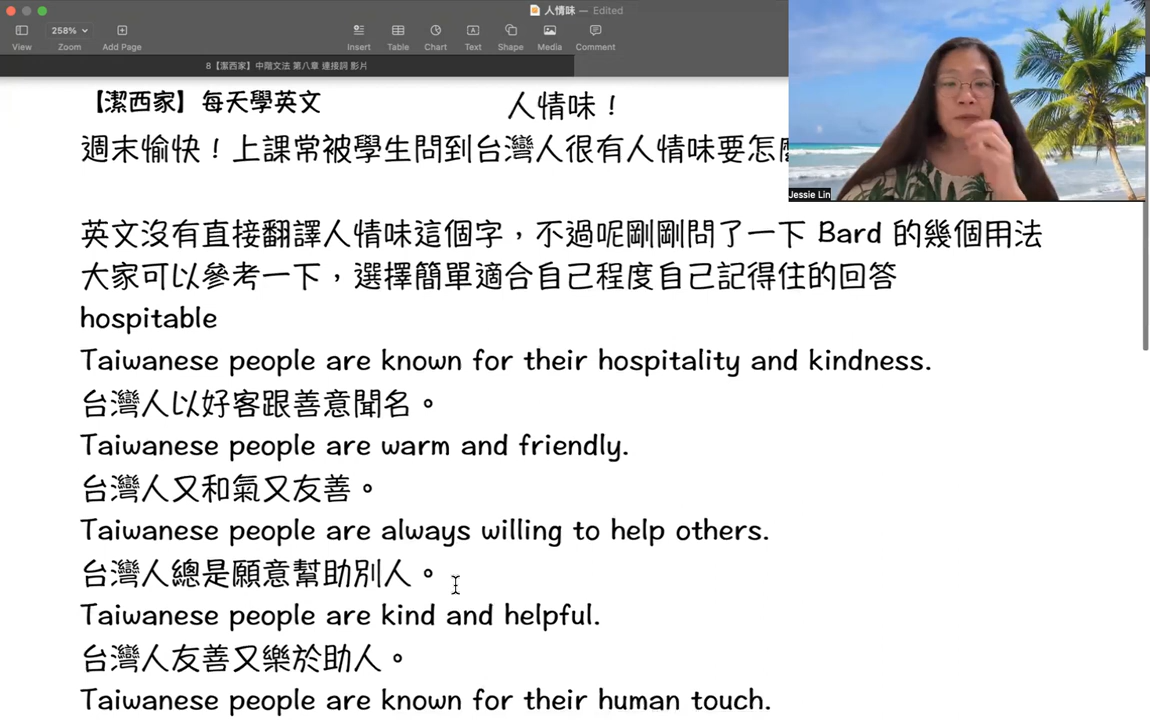 人情味 — Edited
View
258%
Zoom
Add Page
Insert
Table
Chart
Text
Shape
Media
Comment
8【潔西家】中階文法 第八章 連接詞 影片
【潔西家】每天學英文 人情味！
週末愉快！上課常被學生問到台灣人很有人情味要怎
Jessie Lin
英文沒有直接翻譯人情味這個字，不過呢剛剛問了一下 Bard 的幾個用法
大家可以參考一下，選擇簡單適合自己程度自己記得住的回答
hospitable
Taiwanese people are known for their hospitality and kindness.
台灣人以好客跟善意聞名。
Taiwanese people are warm and friendly.
台灣人又和氣又友善。
Taiwanese people are always willing to help others.
台灣人總是願意幫助別人。
Taiwanese people are kind and helpful.
台灣人友善又樂於助人。
Taiwanese people are known for their human touch.